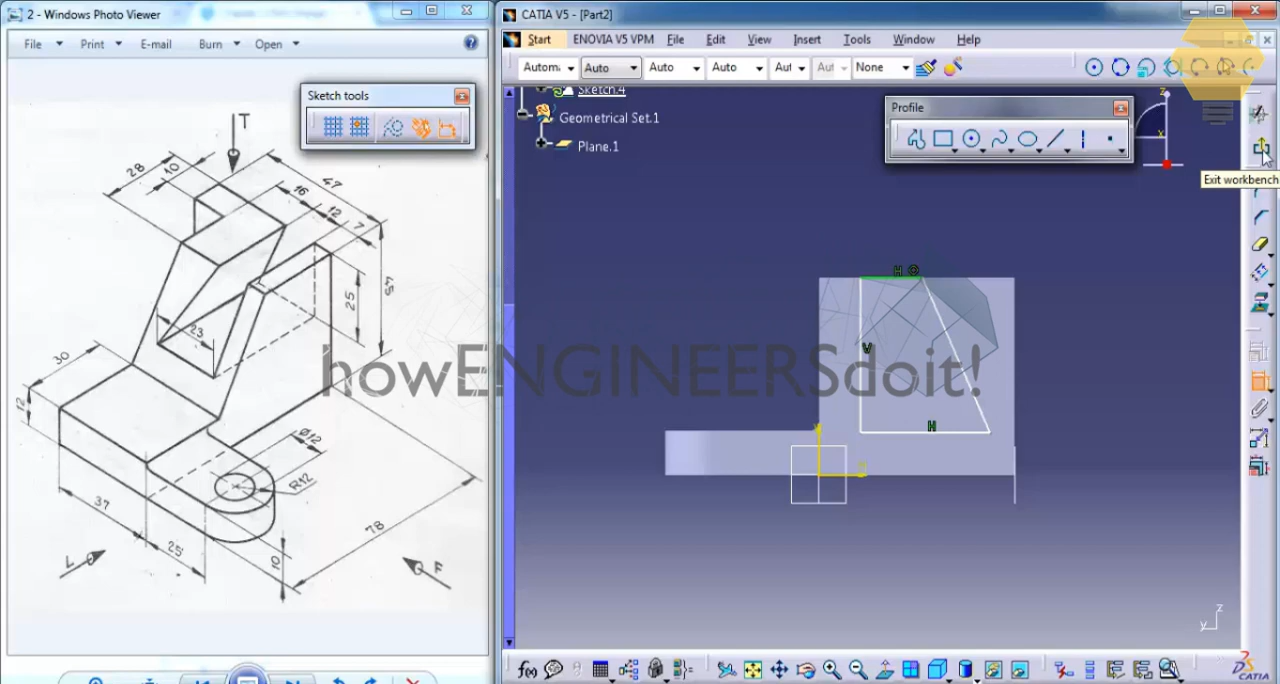 2 - Windows Photo Viewer
File Print E-mail Burn Open
Sketch tools
T
28
10
47
16
12
7
45
25
23
30
12
Ø12
R12
37
25
10
78
L
F
CATIA V5 - [Part2]
Start ENOVIA V5 VPM File Edit View Insert Tools Window Help
Auto Auto Auto None
Sketch.4
Geometrical Set.1
Plane.1
Profile
Exit workbench
H
V
H
z
x
z
y
f(x)
CATIA
howENGINEERSdoit!